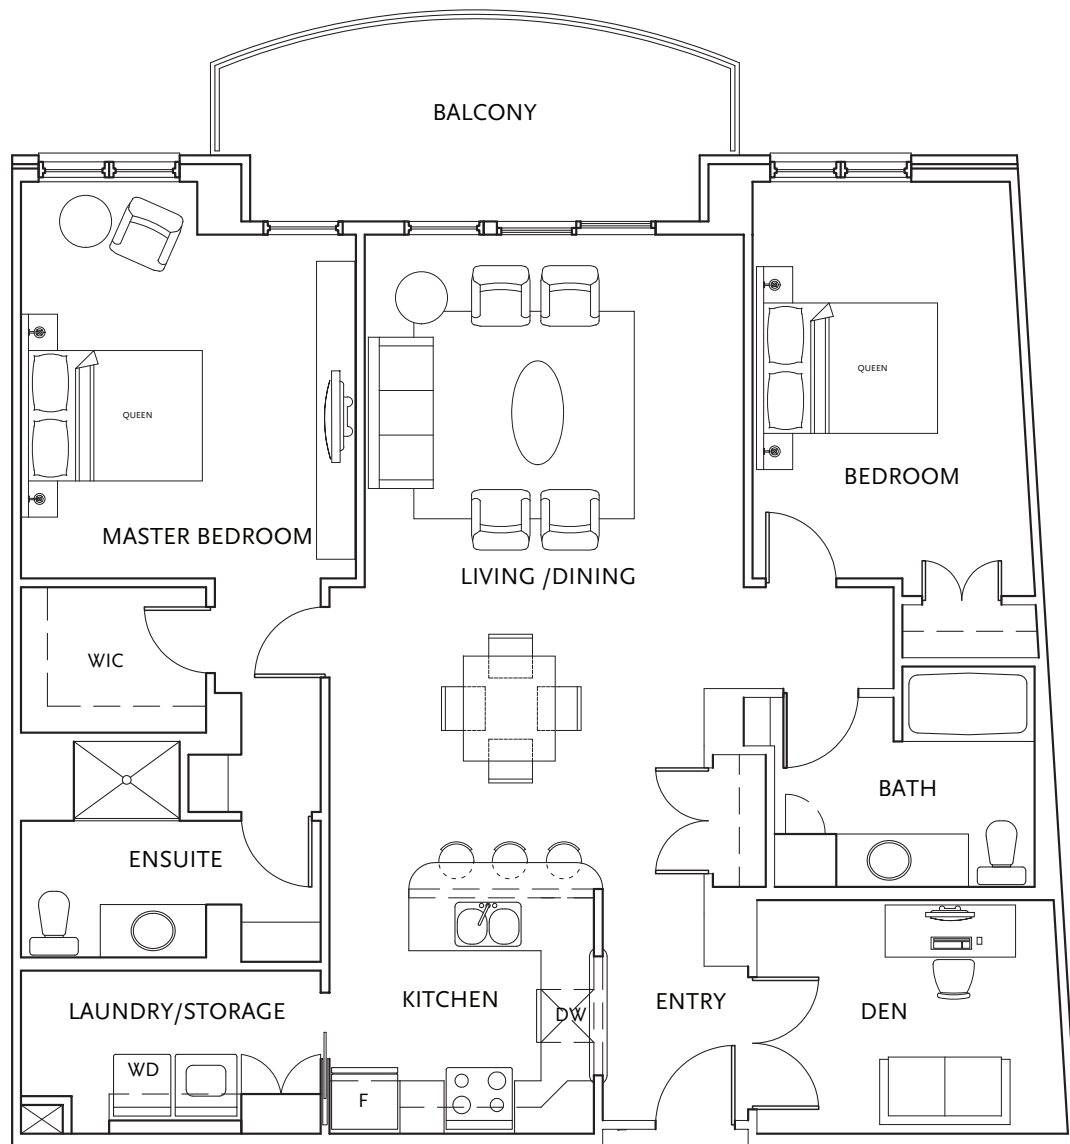 BALCONY
QUEEN
QUEEN
BEDROOM
MASTER BEDROOM
LIVING /DINING
WIC
BATH
ENSUITE
KITCHEN
ENTRY
LAUNDRY/STORAGE
DW
DEN
WD
F